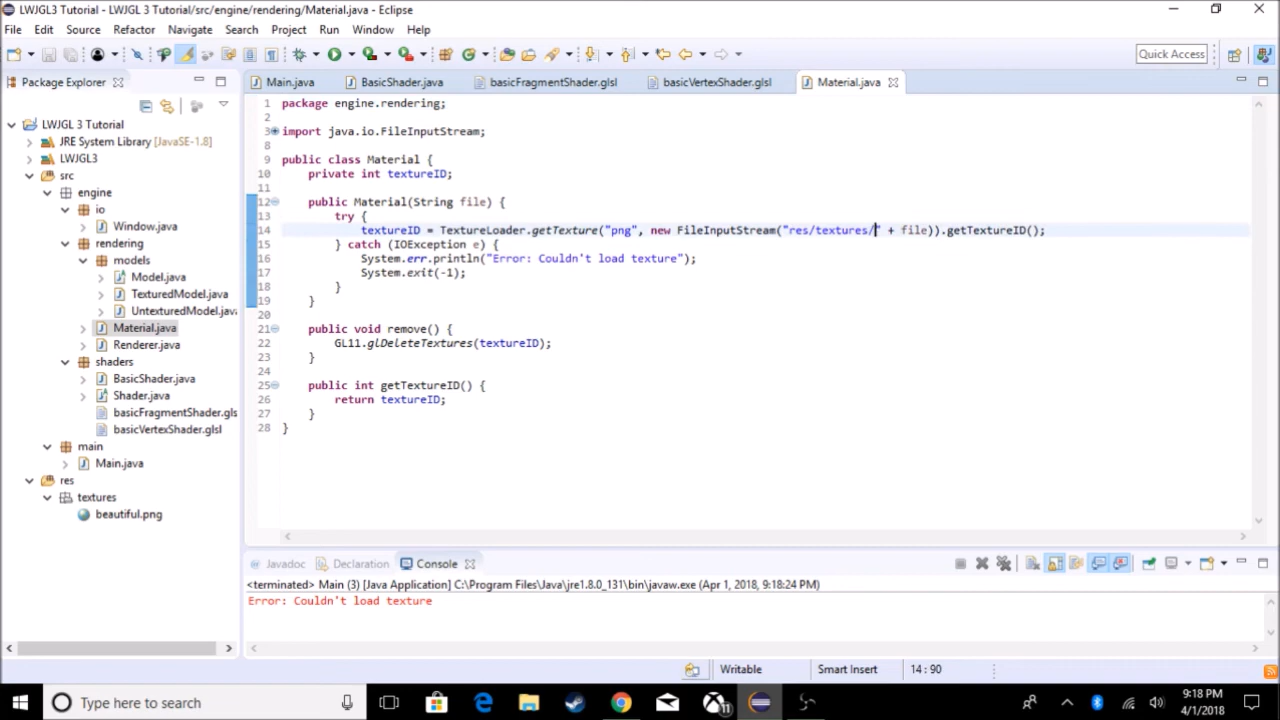 LWJGL3 Tutorial - LWJGL 3 Tutorial/src/engine/rendering/Material.java - Eclipse
File Edit Source Refactor Navigate Search Project Run Window Help
Quick Access
Package Explorer
LWJGL 3 Tutorial
JRE System Library [JavaSE-1.8]
LWJGL3
src
engine
io
Window.java
rendering
models
Model.java
TexturedModel.java
UntexturedModel.java
Material.java
Renderer.java
shaders
BasicShader.java
Shader.java
basicFragmentShader.gls
basicVertexShader.glsl
main
Main.java
res
textures
beautiful.png
Main.java BasicShader.java basicFragmentShader.glsl basicVertexShader.glsl Material.java
1 package engine.rendering;
2
3 import java.io.FileInputStream;
8
9 public class Material {
10 private int textureID;
11
12 public Material(String file) {
13 try {
14 textureID = TextureLoader.getTexture("png", new FileInputStream("res/textures/" + file)).getTextureID();
15 } catch (IOException e) {
16 System.err.println("Error: Couldn't load texture");
17 System.exit(-1);
18 }
19 }
20
21 public void remove() {
22 GL11.glDeleteTextures(textureID);
23 }
24
25 public int getTextureID() {
26 return textureID;
27 }
28 }
Javadoc Declaration Console
<terminated> Main (3) [Java Application] C:\Program Files\Java\jre1.8.0_131\bin\javaw.exe (Apr 1, 2018, 9:18:24 PM)
Error: Couldn't load texture
Writable Smart Insert 14 : 90
Type here to search
11
9:18 PM
4/1/2018